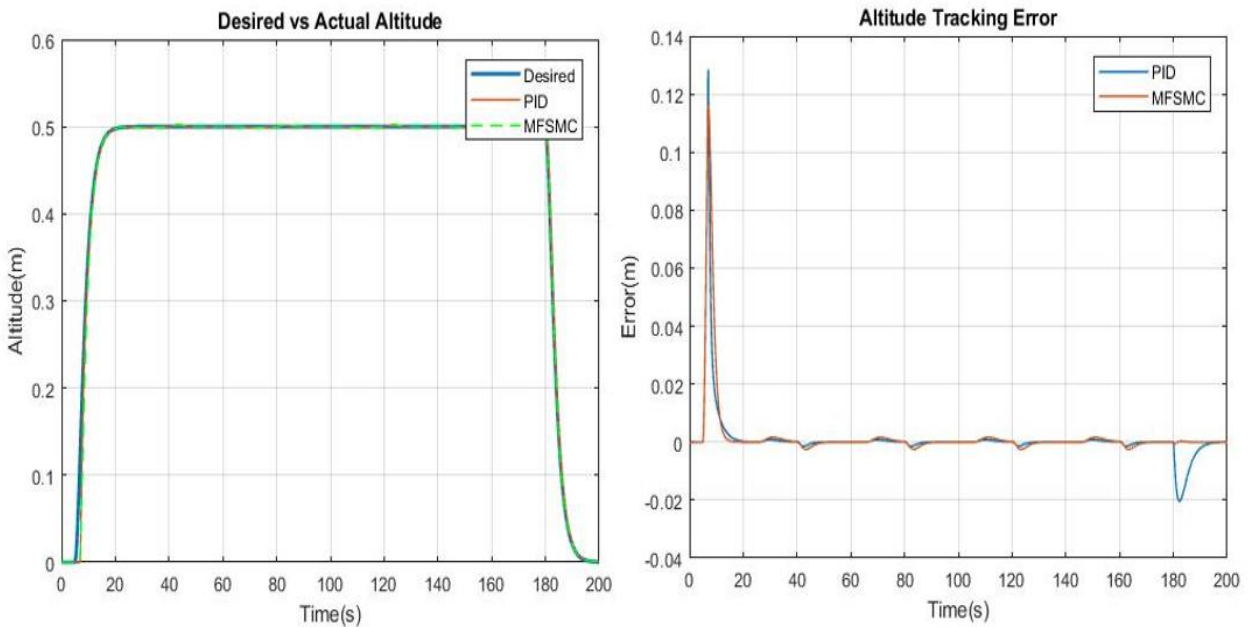 Desired vs Actual Altitude
0.6
0.5
0.4
0.3
0.2
0.1
0
Altitude(m)
Desired
PID
MFSMC
0 20 40 60 80 100 120 140 160 180 200
Time(s)
Altitude Tracking Error
0.14
0.12
0.1
0.08
0.06
0.04
0.02
0
-0.02
-0.04
Error(m)
PID
MFSMC
0 20 40 60 80 100 120 140 160 180 200
Time(s)